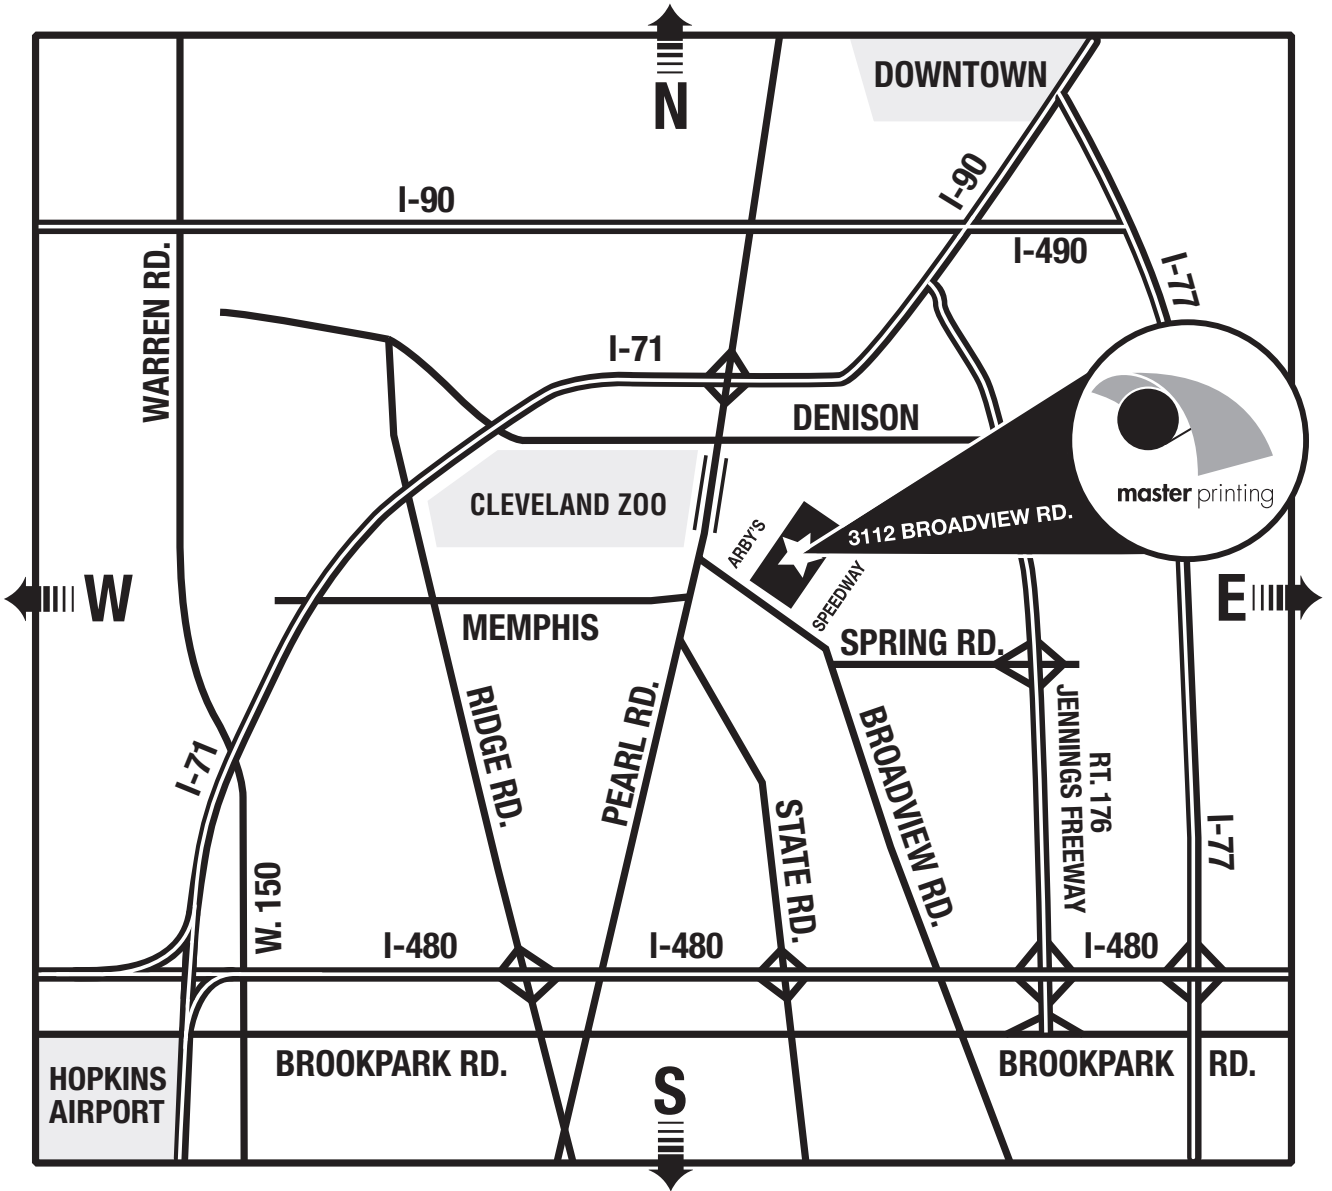 N
DOWNTOWN
I-90
I-90
I-490
WARREN RD.
I-77
I-71
DENISON
master printing
CLEVELAND ZOO
3112 BROADVIEW RD.
ARBY'S
SPEEDWAY
W
E
MEMPHIS
SPRING RD.
RIDGE RD.
PEARL RD.
BROADVIEW RD.
RT. 176
JENNINGS FREEWAY
I-71
STATE RD.
I-77
W. 150
I-480
I-480
I-480
HOPKINS
AIRPORT
BROOKPARK RD.
BROOKPARK RD.
S